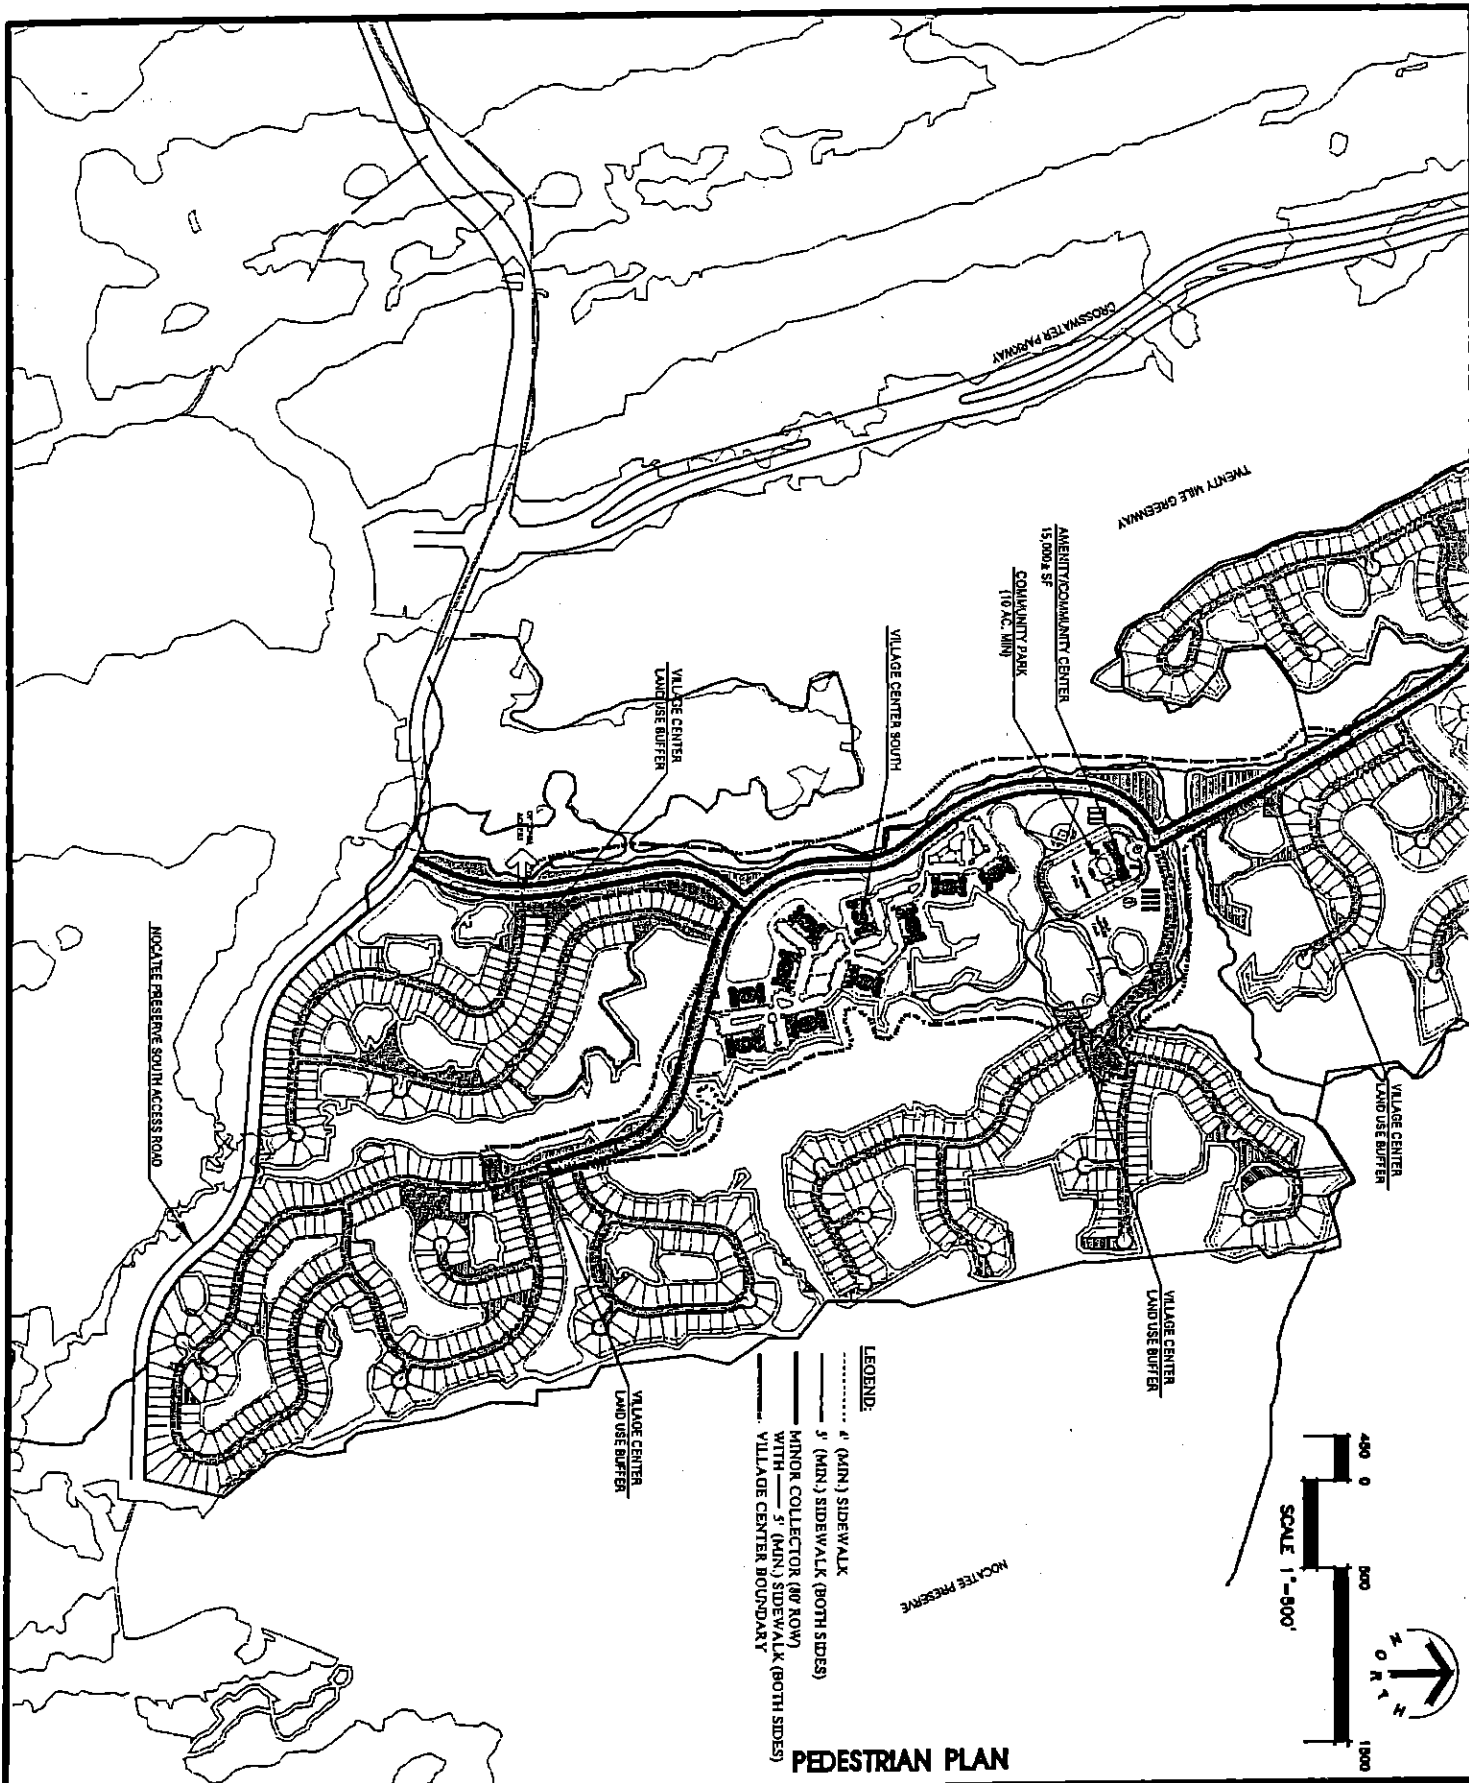 CROSSWATER PARKWAY
TWENTY MILE GREENWAY
AMENITY/COMMUNITY CENTER
15,000± SF
COMMUNITY PARK
(10 AC. MIN)
VILLAGE CENTER SOUTH
VILLAGE CENTER
LAND USE BUFFER
VILLAGE CENTER
LAND USE BUFFER
VILLAGE CENTER
LAND USE BUFFER
VILLAGE CENTER
LAND USE BUFFER
NOCATEE PRESERVE SOUTH ACCESS ROAD
NOCATEE PRESERVE
LEGEND:
4' (MIN.) SIDEWALK
5' (MIN.) SIDEWALK (BOTH SIDES)
MINOR COLLECTOR (80' ROW)
WITH 5' (MIN.) SIDEWALK (BOTH SIDES)
VILLAGE CENTER BOUNDARY
0
SCALE 1"=800'
NORTH
PEDESTRIAN PLAN